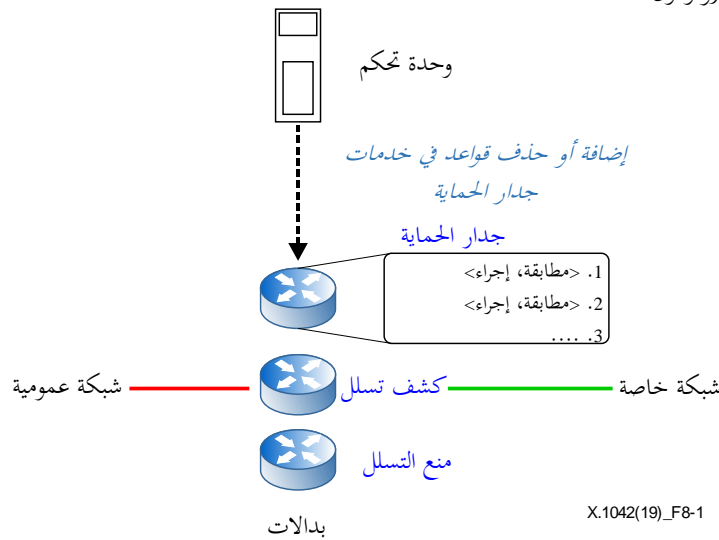 وحدة تحكم
إضافة أو حذف قواعد في خدمات
جدار الحماية
جدار الحماية
1. <مطابقة، إجراء>
2. <مطابقة، إجراء>
3. ....
شبكة خاصة
كشف تسلل
شبكة عمومية
منع التسلل
بدالات
X.1042(19)_F8-1